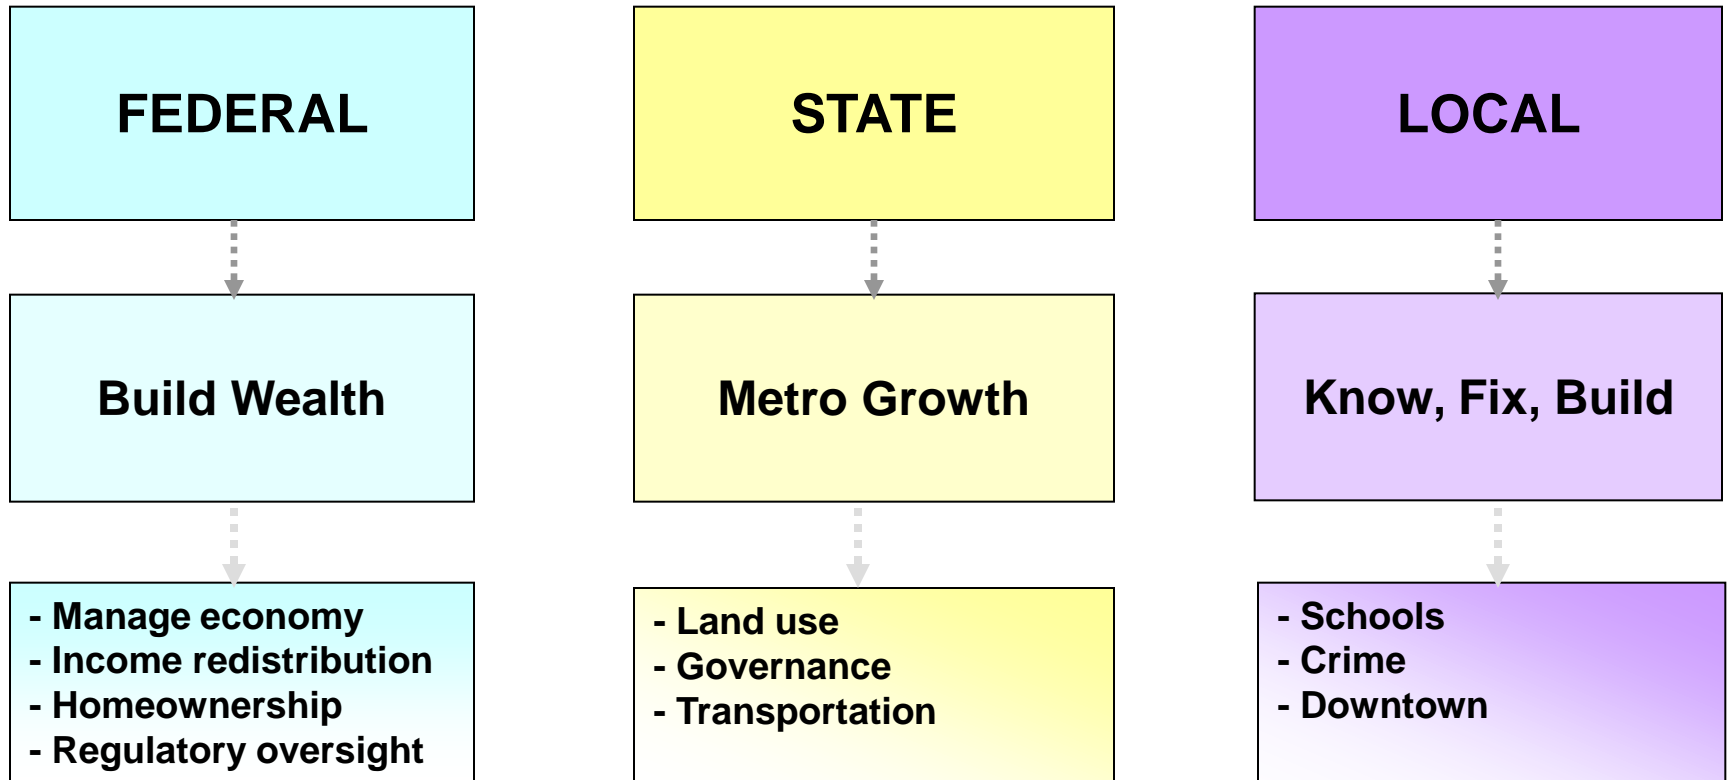 FEDERAL
Build Wealth
- Manage economy
- Income redistribution
- Homeownership
- Regulatory oversight
STATE
Metro Growth
- Land use
- Governance
- Transportation
LOCAL
Know, Fix, Build
- Schools
- Crime
- Downtown